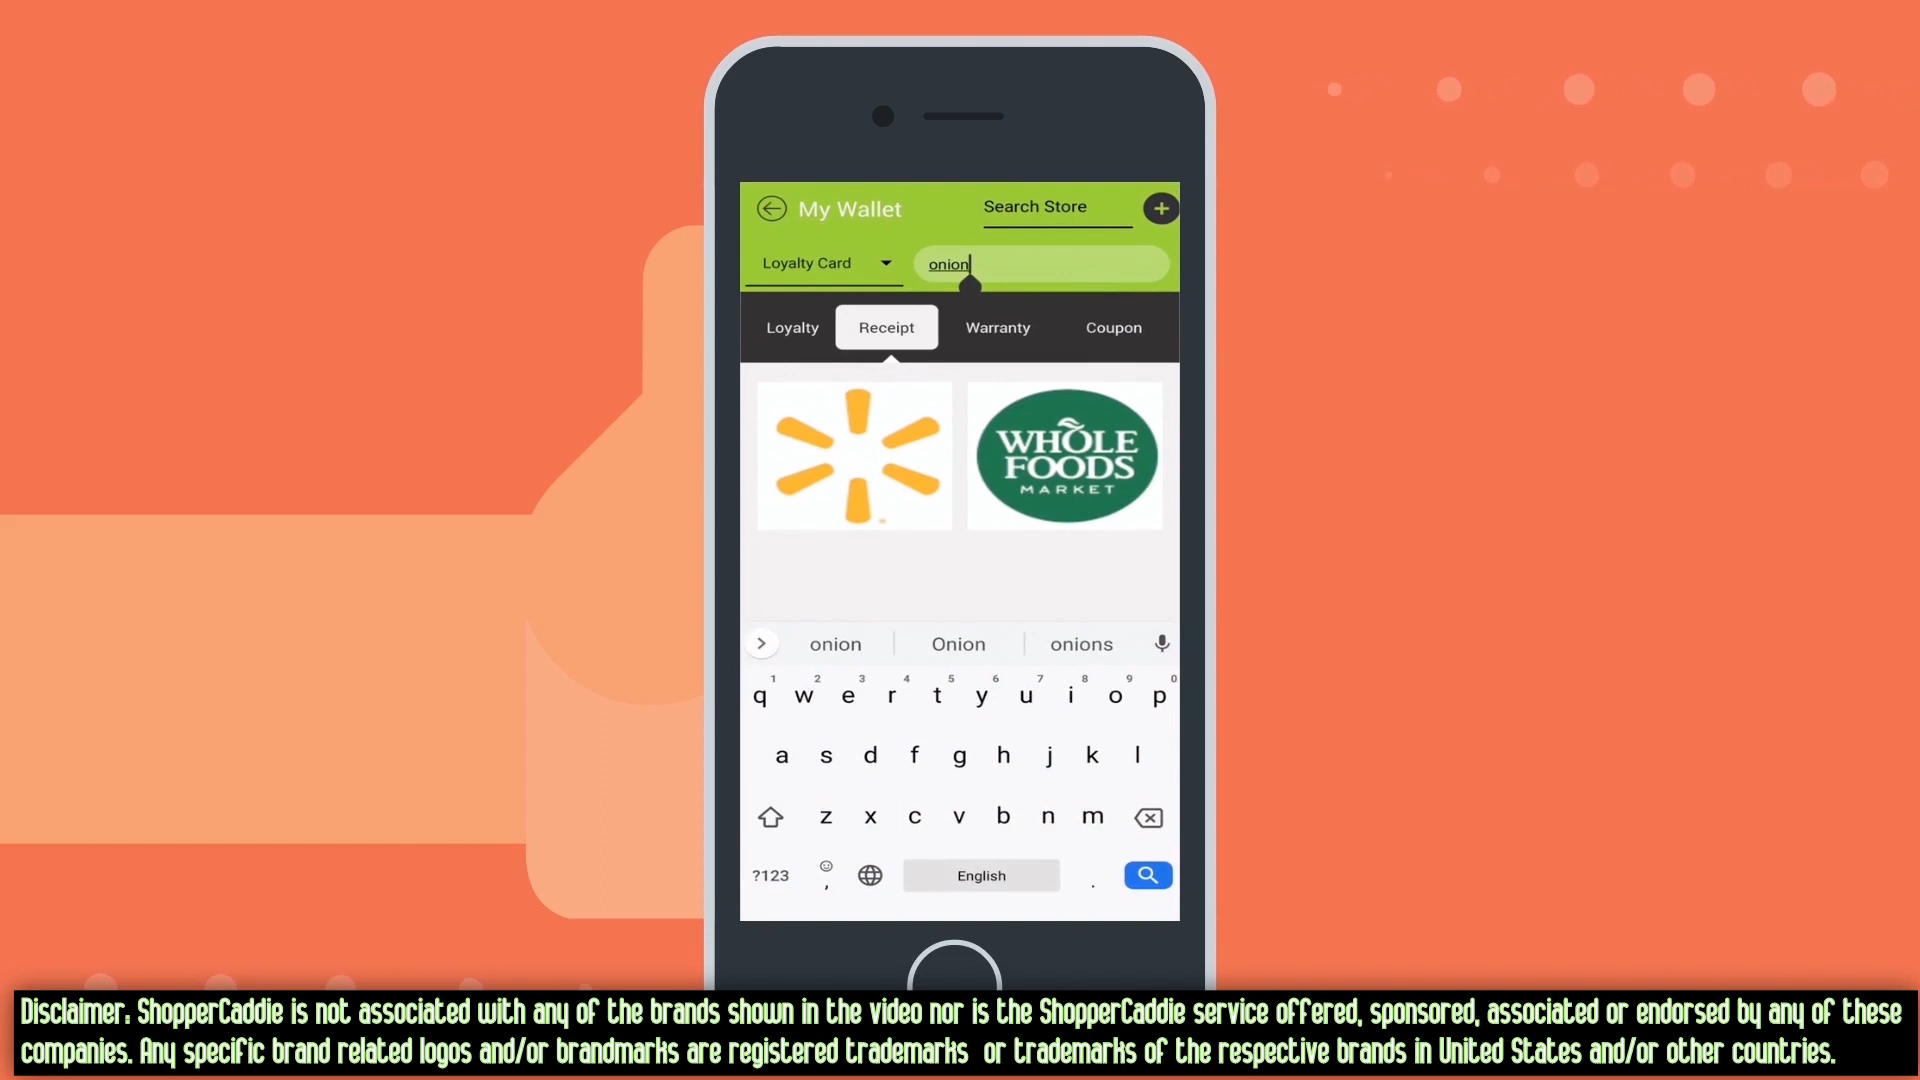 My Wallet
Search Store
Loyalty Card
onion
Loyalty
Receipt
Warranty
Coupon
WHOLE
FOODS
MARKET
onion
Onion
onions
1 2 3 4 5 6 7 8 9 0
q w e r t y u i o p
a s d f g h j k l
z x c v b n m
?123 , English .
Disclaimer: ShopperCaddie is not associated with any of the brands shown in the video nor is the ShopperCaddie service offered, sponsored, associated or endorsed by any of these
companies. Any specific brand related logos and/or brandmarks are registered trademarks or trademarks of the respective brands in United States and/or other countries.